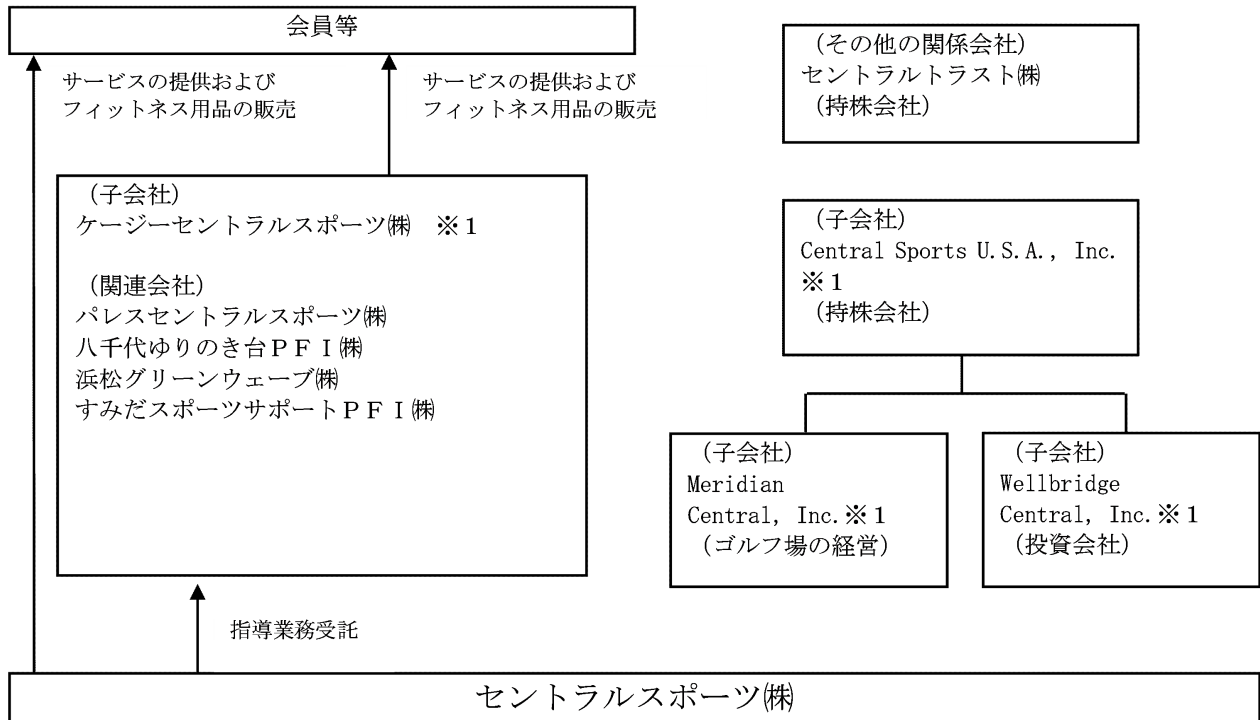 会員等
サービスの提供および
フィットネス用品の販売
サービスの提供および
フィットネス用品の販売
(子会社)
ケージーセントラルスポーツ㈱ ※1
(関連会社)
パレスセントラルスポーツ㈱
八千代ゆりのき台PFI㈱
浜松グリーンウェーブ㈱
すみだスポーツサポートPFI㈱
指導業務受託
(その他の関係会社)
セントラルトラスト㈱
(持株会社)
(子会社)
Central Sports U.S.A., Inc.
※1
(持株会社)
(子会社)
Meridian
Central, Inc.※1
(ゴルフ場の経営)
(子会社)
Wellbridge
Central, Inc.※1
(投資会社)
セントラルスポーツ㈱